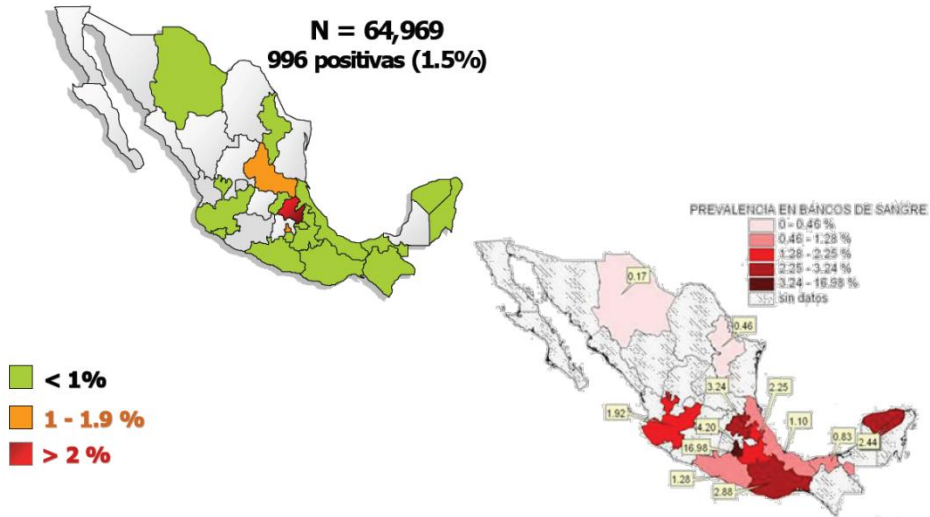 N = 64,969
996 positivas (1.5%)
< 1%
1 - 1.9 %
> 2 %
PREVALENCIA EN BANCOS DE SANGRE
0 - 0,46 %
0,46 - 1.28 %
1.28 - 2.25 %
2.25 - 3.24 %
3.24 - 16.98 %
sin datos
0.17
0.46
3.24
2.25
1.92
4.20
1.10
16.98
0.83
2.44
1.28
2.88